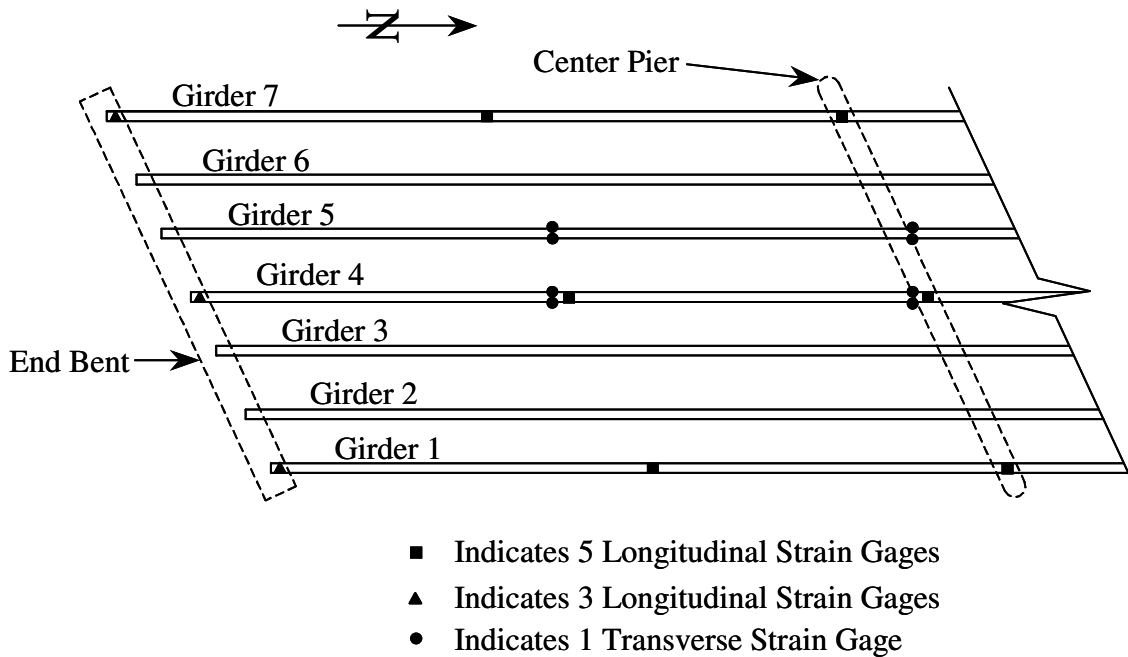 N
Center Pier
Girder 7
Girder 6
Girder 5
Girder 4
Girder 3
End Bent
Girder 2
Girder 1
Indicates 5 Longitudinal Strain Gages
Indicates 3 Longitudinal Strain Gages
Indicates 1 Transverse Strain Gage